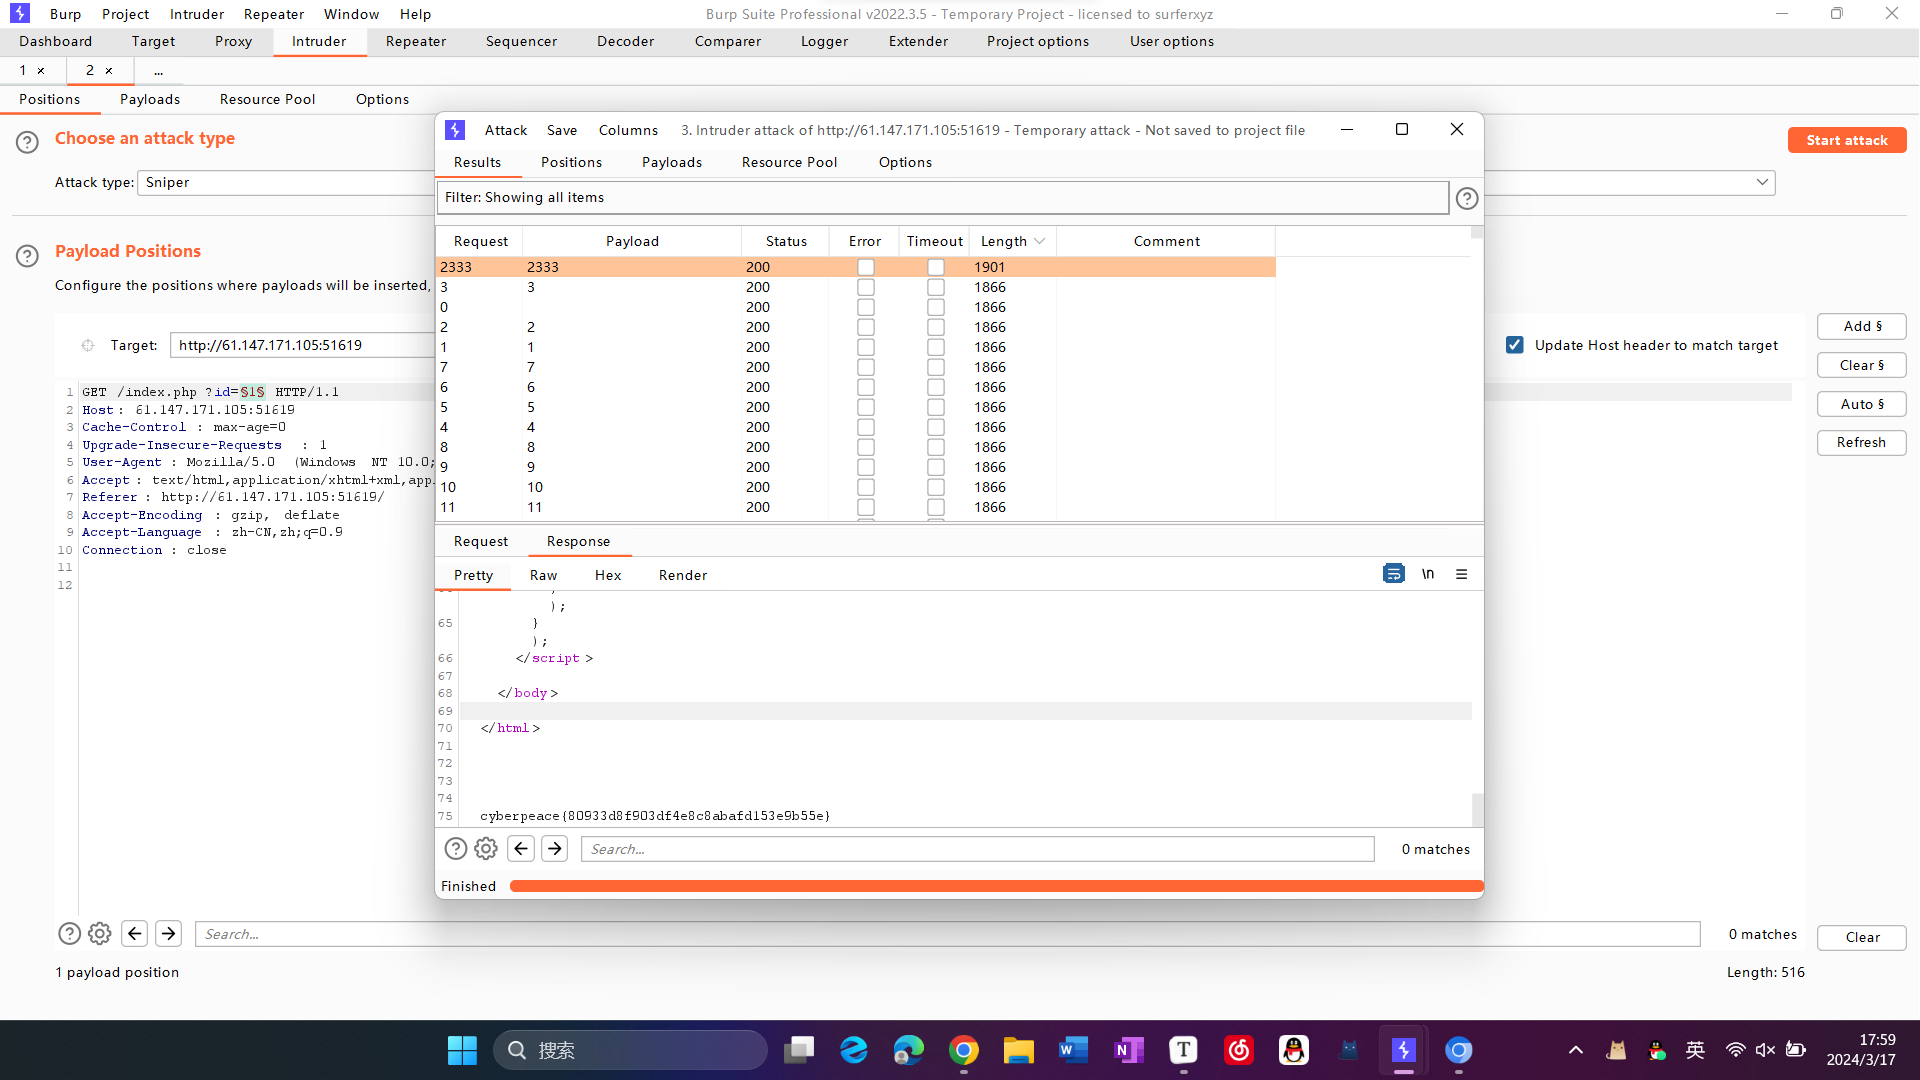 Burp Project Intruder Repeater Window Help
Burp Suite Professional v2022.3.5 - Temporary Project - licensed to surferxyz
Dashboard Target Proxy Intruder Repeater Sequencer Decoder Comparer Logger Extender Project options User options
1 × 2 × ...
Positions Payloads Resource Pool Options
Choose an attack type
Start attack
Attack type: Sniper
Payload Positions
Configure the positions where payloads will be inserted,
Target: http://61.147.171.105:51619
Update Host header to match target
Add §
Clear §
Auto §
Refresh
1 GET /index.php ?id=§1§ HTTP/1.1
2 Host : 61.147.171.105:51619
3 Cache-Control : max-age=0
4 Upgrade-Insecure-Requests : 1
5 User-Agent : Mozilla/5.0 (Windows NT 10.0;
6 Accept : text/html,application/xhtml+xml,app
7 Referer : http://61.147.171.105:51619/
8 Accept-Encoding : gzip, deflate
9 Accept-Language : zh-CN,zh;q=0.9
10 Connection : close
11
12
Attack Save Columns 3. Intruder attack of http://61.147.171.105:51619 - Temporary attack - Not saved to project file
Results Positions Payloads Resource Pool Options
Filter: Showing all items
Request Payload Status Error Timeout Length Comment
2333 2333 200 1901
3 3 200 1866
0 200 1866
2 2 200 1866
1 1 200 1866
7 7 200 1866
6 6 200 1866
5 5 200 1866
4 4 200 1866
8 8 200 1866
9 9 200 1866
10 10 200 1866
11 11 200 1866
Request Response
Pretty Raw Hex Render \n
);
65 }
);
66 </script >
67
68 </body >
69
70 </html >
71
72
73
74
75 cyberpeace{80933d8f903df4e8c8abafd153e9b55e}
Search... 0 matches
Finished
Search... 0 matches Clear
1 payload position Length: 516
搜索
英
17:59
2024/3/17